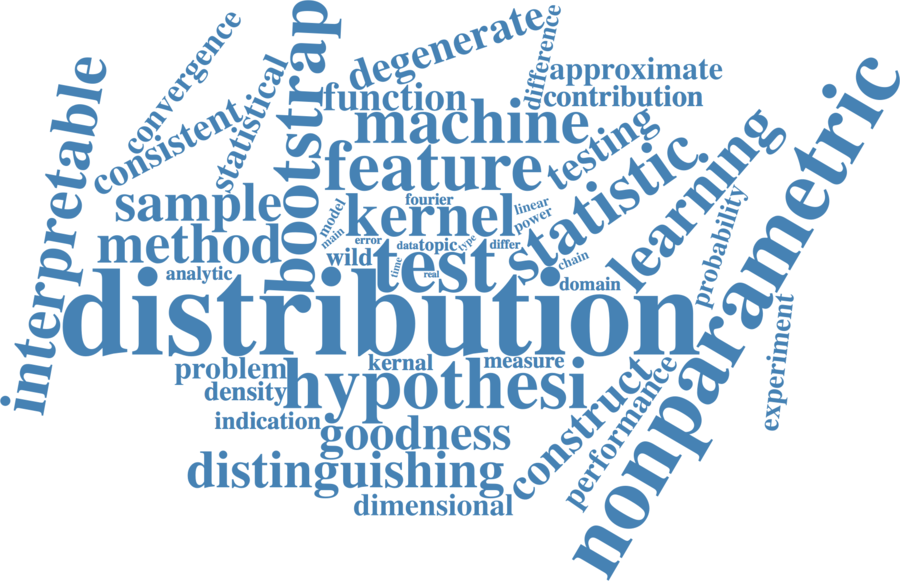 convergence
degenerate
difference
approximate
bootstrap
interpretable
statistical
function
contribution
nonparametric
consistent
machine
testing
feature
statistic
learning
sample
model
fourier
linear
kernel
power
probability
main
method
error
data
topic
type
differ
wild
test
time
real
chain
analytic
domain
distribution
experiment
problem
kernal
measure
density
hypothesi
construct
performance
indication
goodness
distinguishing
dimensional